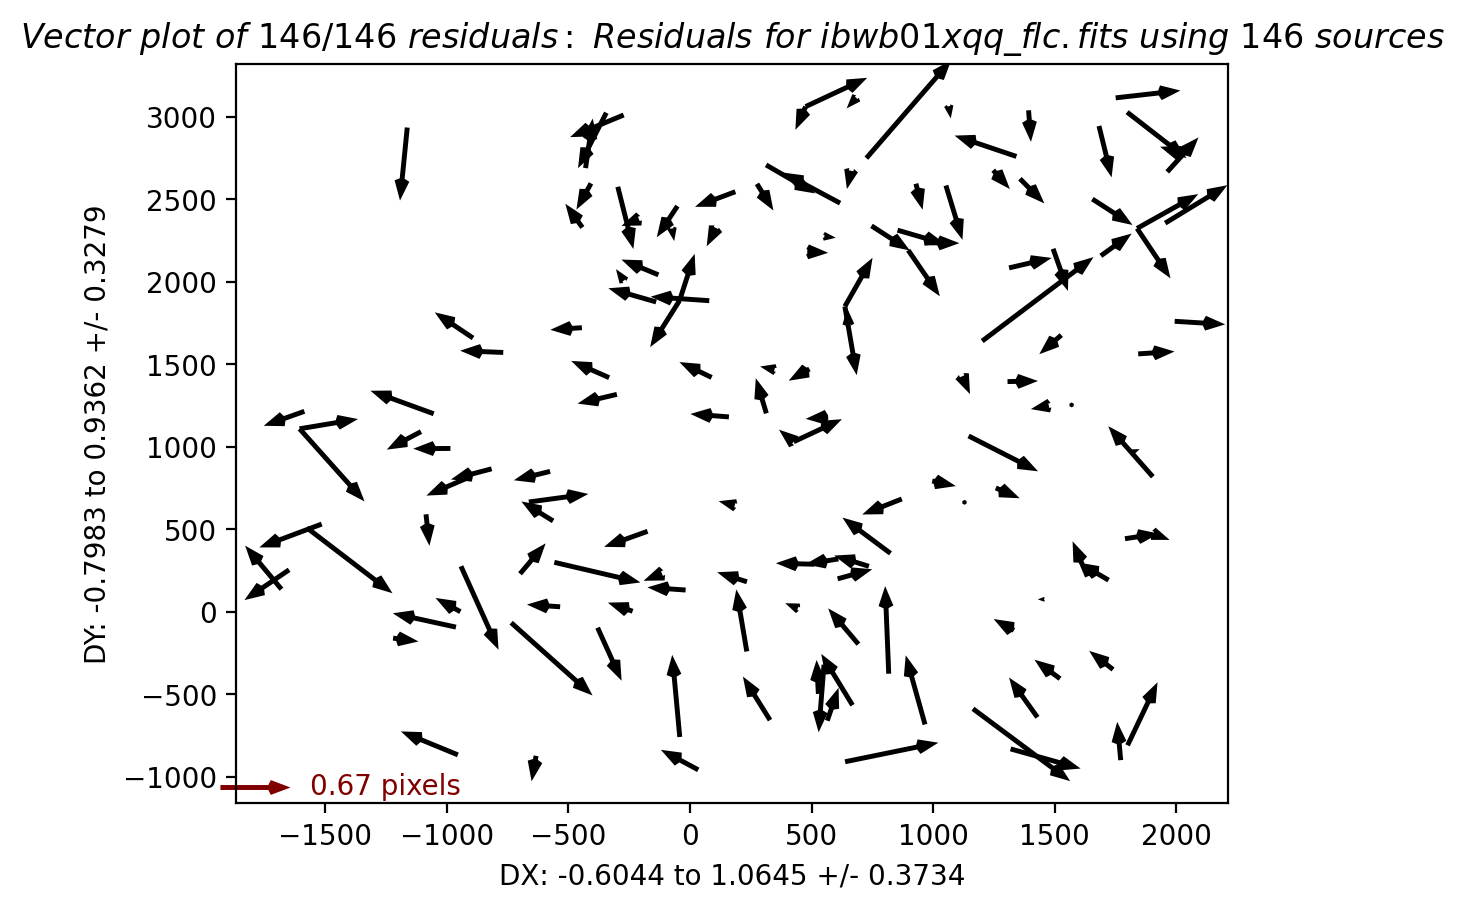 Vector plot of 146/146 residuals: Residuals for ibwb01xqq_flc.fits using 146 sources
3000
2500
2000
1500
1000
500
0
−500
−1000
DY: -0.7983 to 0.9362 +/- 0.3279
0.67 pixels
−1500 −1000 −500 0 500 1000 1500 2000
DX: -0.6044 to 1.0645 +/- 0.3734